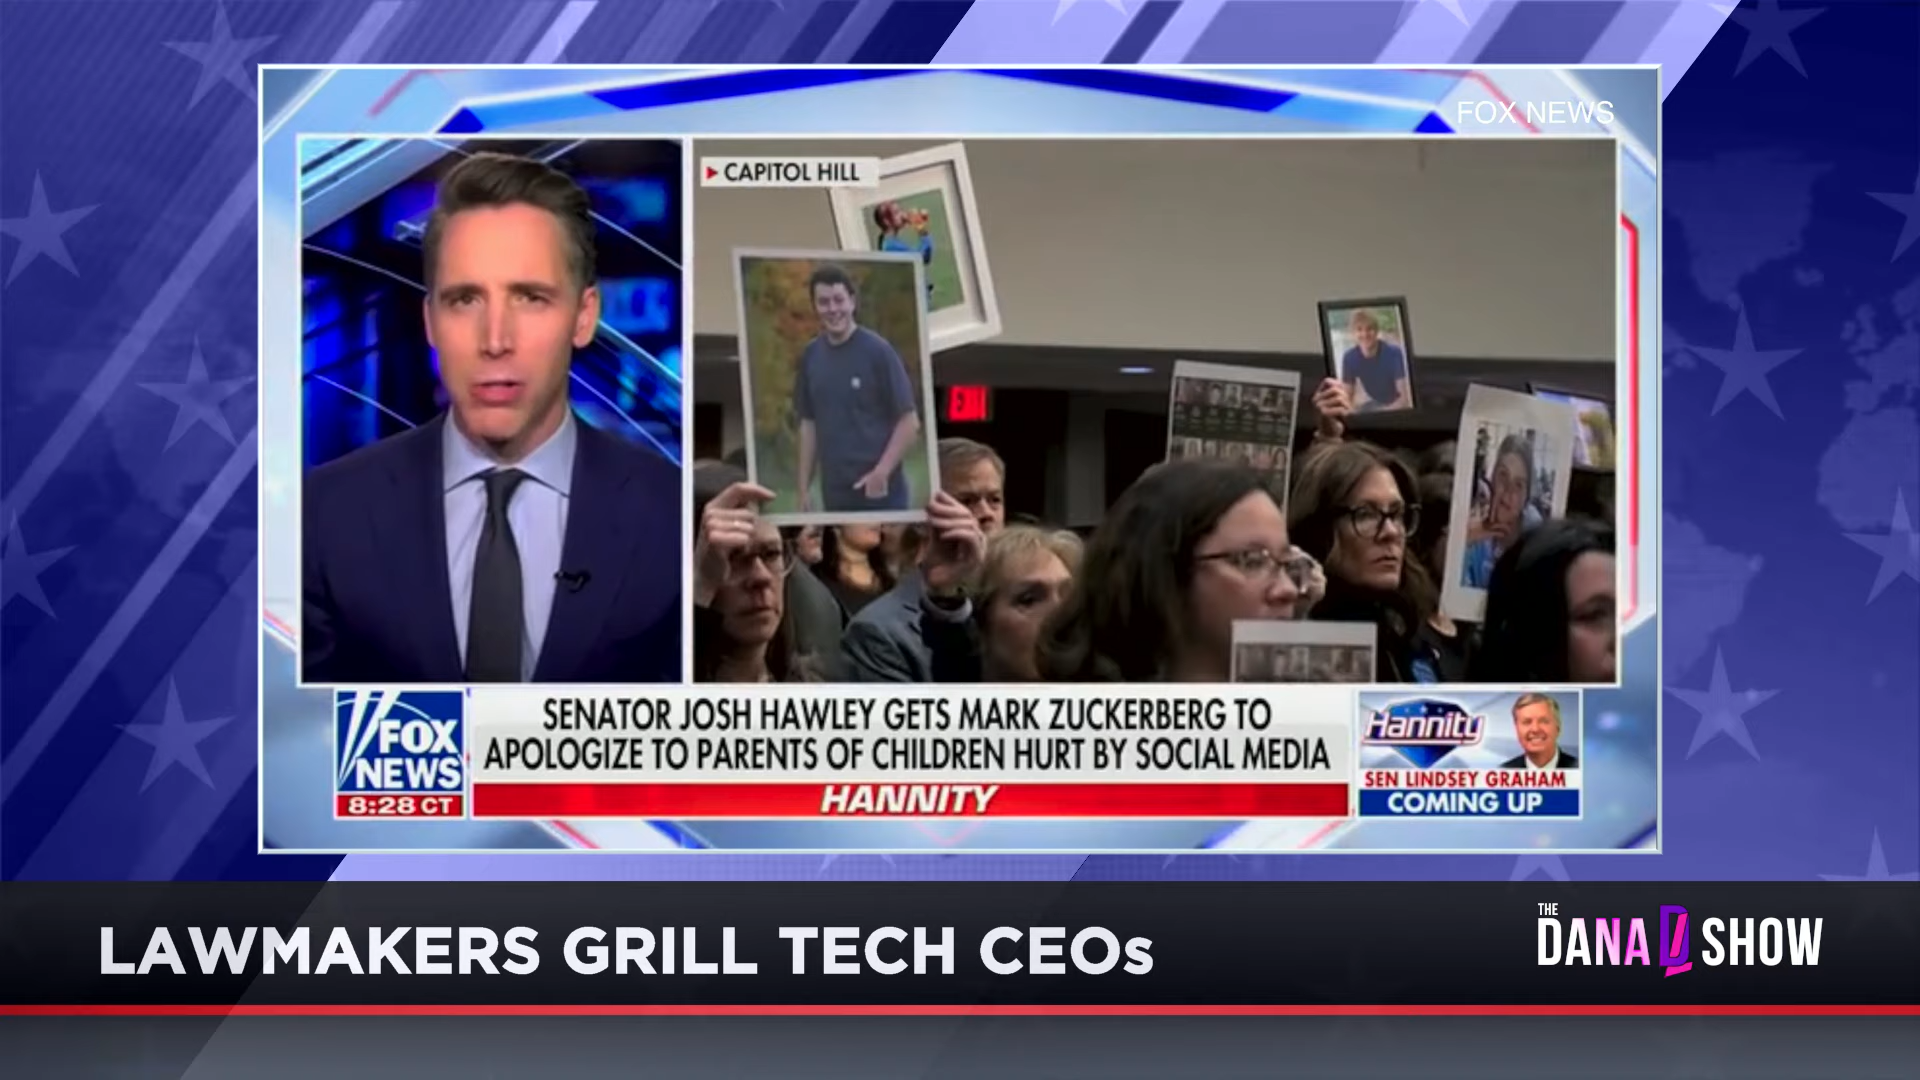 FOX NEWS
CAPITOL HILL
EXIT
SENATOR JOSH HAWLEY GETS MARK ZUCKERBERG TO
APOLOGIZE TO PARENTS OF CHILDREN HURT BY SOCIAL MEDIA
HANNITY
FOX
NEWS
8:28 CT
Hannity
SEN LINDSEY GRAHAM
COMING UP
LAWMAKERS GRILL TECH CEOs
THE
DANA D SHOW